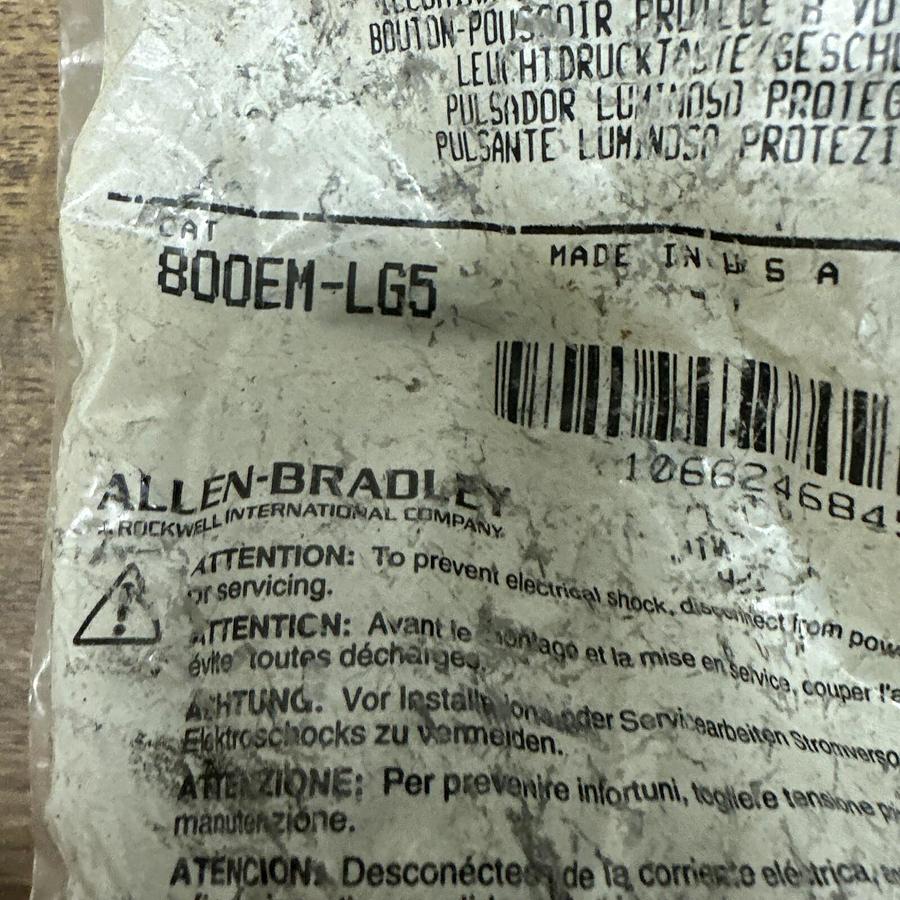 BOUTON-POUSSOIR PROTÉGÉ
LEUCHTDRUCKTASTE/GESCHÜ
PULSADOR LUMINOSO PROTEG
PULSANTE LUMINOSO PROTEZI
CAT
800EM-LG5
MADE IN U S A
1066246845
ALLEN-BRADLEY
A ROCKWELL INTERNATIONAL COMPANY
ATTENTION: To prevent electrical shock, disconnect from pow
or servicing.
ATTENTION: Avant le montage et la mise en service, couper l'a
évite toutes décharges.
ACHTUNG. Vor Installations oder Servicearbeiten Stromverso
Elektroschocks zu vermeiden.
ATTENZIONE: Per prevenire infortuni, togliere tensione
manutenzione.
ATENCION: Desconéctese de la corriente eléctrica,